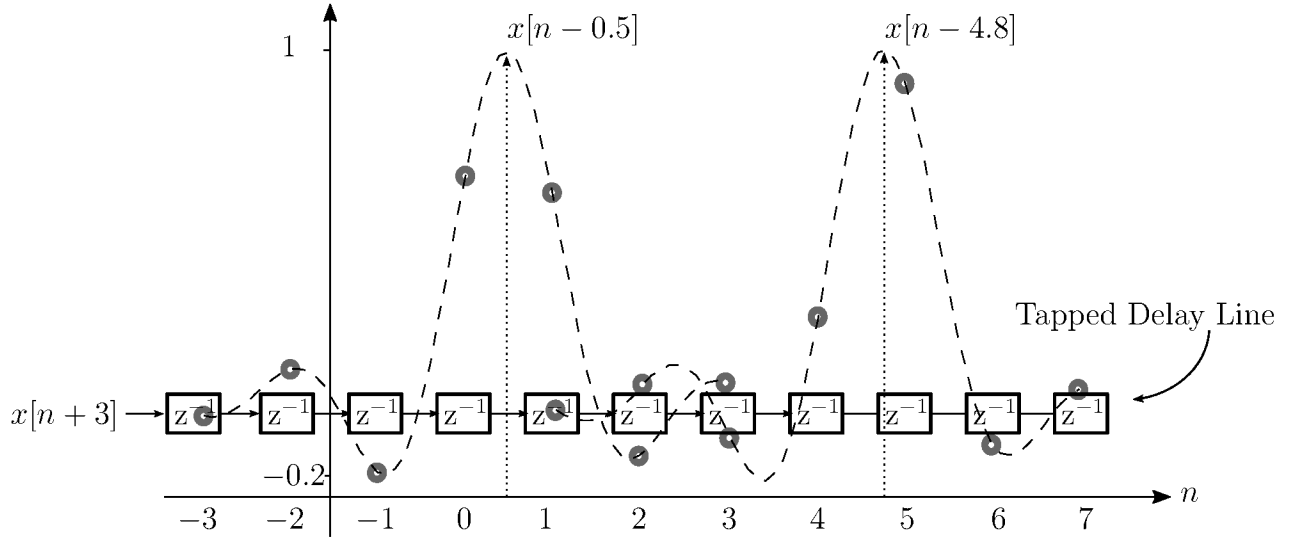 x[n − 0.5]
x[n − 4.8]
1
Tapped Delay Line
x[n + 3]
z⁻¹ z⁻¹ z⁻¹ z⁻¹ z⁻¹ z⁻¹ z⁻¹ z⁻¹ z⁻¹ z⁻¹ z⁻¹
−0.2
n
−3 −2 −1 0 1 2 3 4 5 6 7